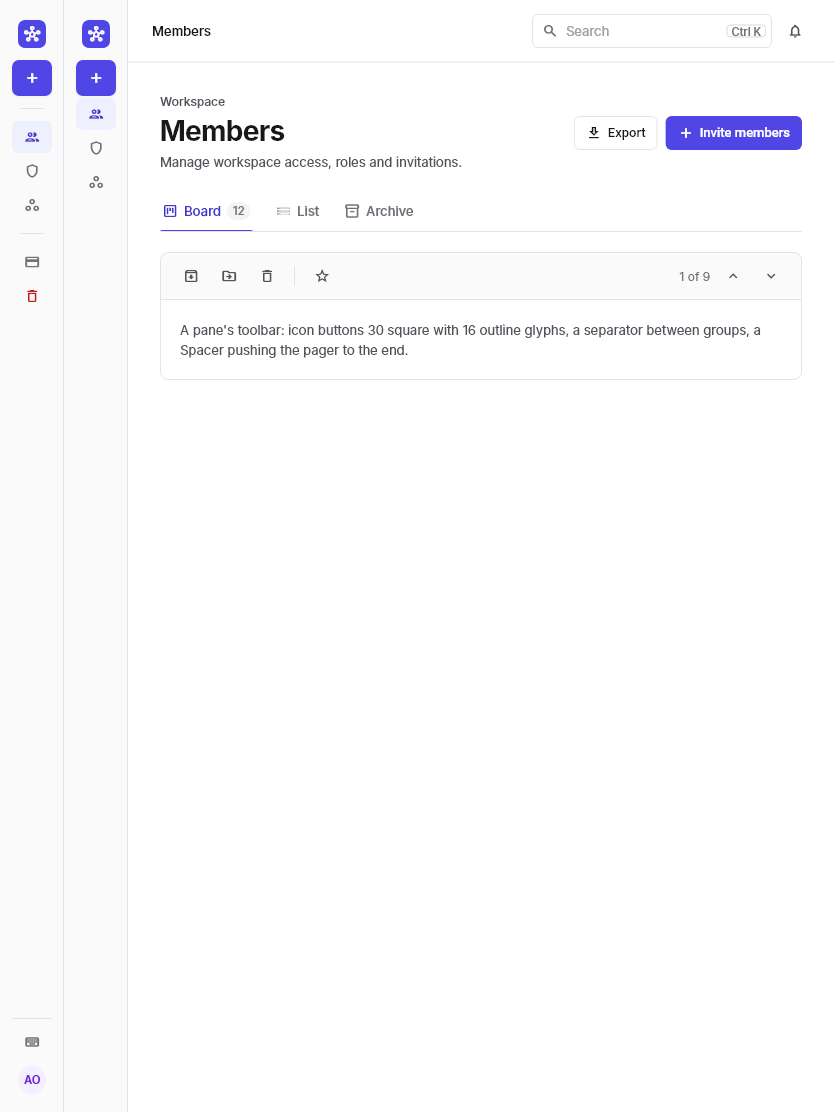 Members
Search
Ctrl K
Workspace
Members
Manage workspace access, roles and invitations.
Export
Invite members
Board 12
List
Archive
1 of 9
A pane's toolbar: icon buttons 30 square with 16 outline glyphs, a separator between groups, a
Spacer pushing the pager to the end.
AO